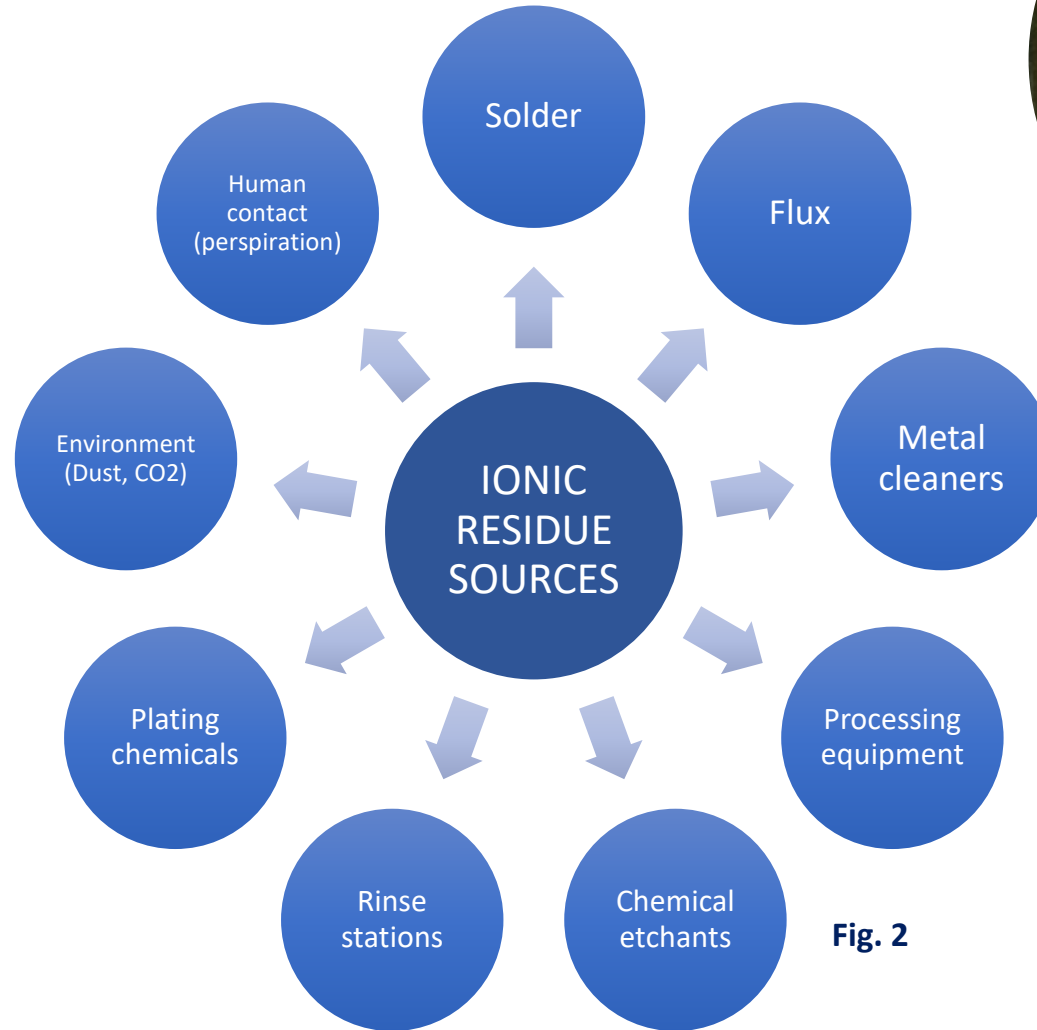 Solder
Flux
Metal
cleaners
Processing
equipment
Chemical
etchants
Rinse
stations
Plating
chemicals
Environment
(Dust, CO2)
Human
contact
(perspiration)
IONIC
RESIDUE
SOURCES
Fig. 2